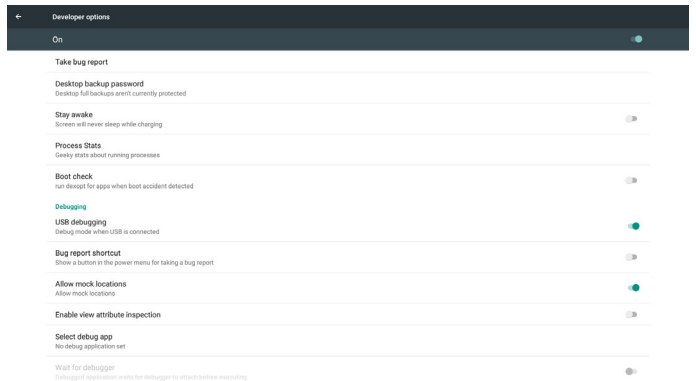 Developer options
On
Take bug report
Desktop backup password
Desktop full backups aren't currently protected
Stay awake
Screen will never sleep while charging
Process Stats
Geeky stats about running processes
Boot check
run dexopt for apps when boot accident detected
Debugging
USB debugging
Debug mode when USB is connected
Bug report shortcut
Show a button in the power menu for taking a bug report
Allow mock locations
Allow mock locations
Enable view attribute inspection
Select debug app
No debug application set
Wait for debugger
Debugged application waits for debugger to attach before executing